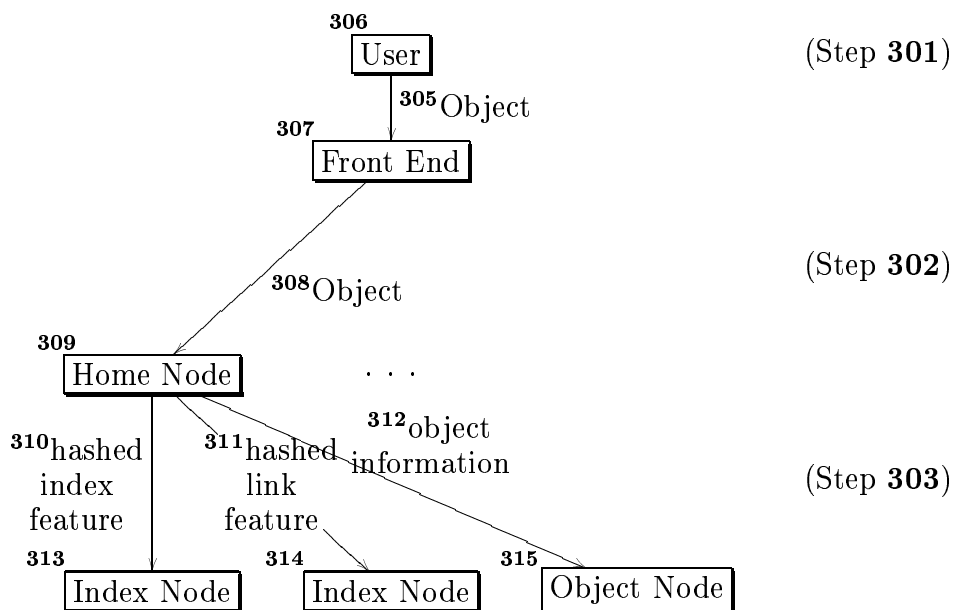 306
User
(Step 301)
305Object
307
Front End
(Step 302)
308Object
309
Home Node
. . .
310hashed
index
feature
311hashed
link
feature
312object
information
(Step 303)
313
Index Node
314
Index Node
315
Object Node